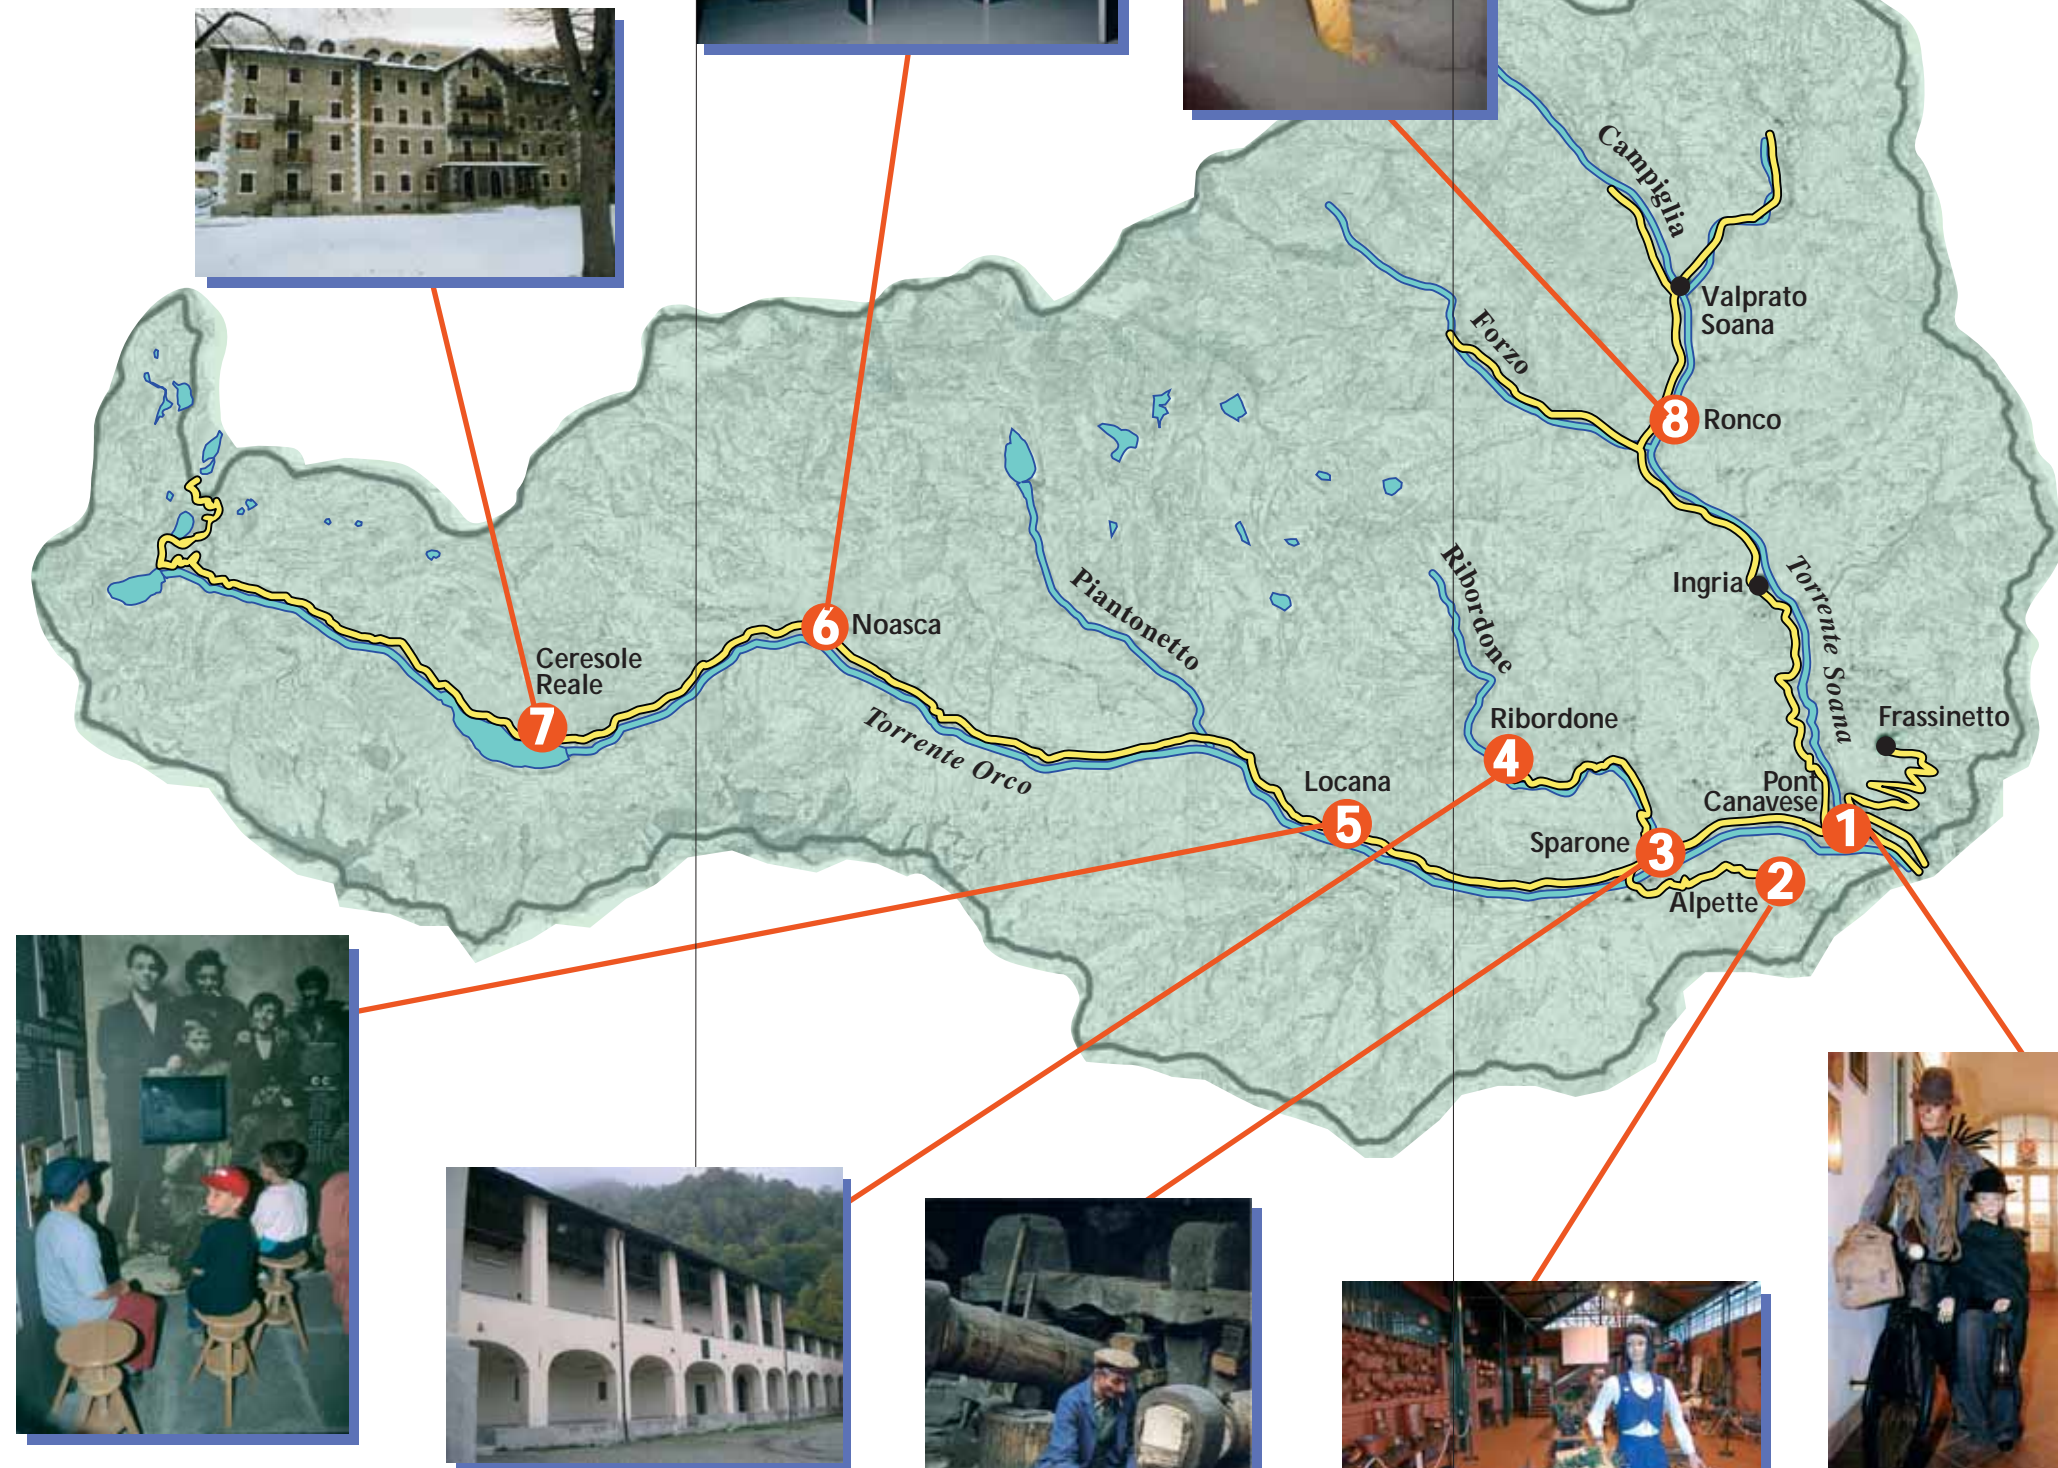 Campiglia
Valprato
Soana
Forzo
8
Ronco
Ribordone
Torrente Soana
Ingria
Piantonetto
6
Noasca
Ceresole
Reale
7
Torrente Orco
Ribordone
4
Frassinetto
Locana
5
Pont
Canavese
1
Sparone
3
2
Alpette